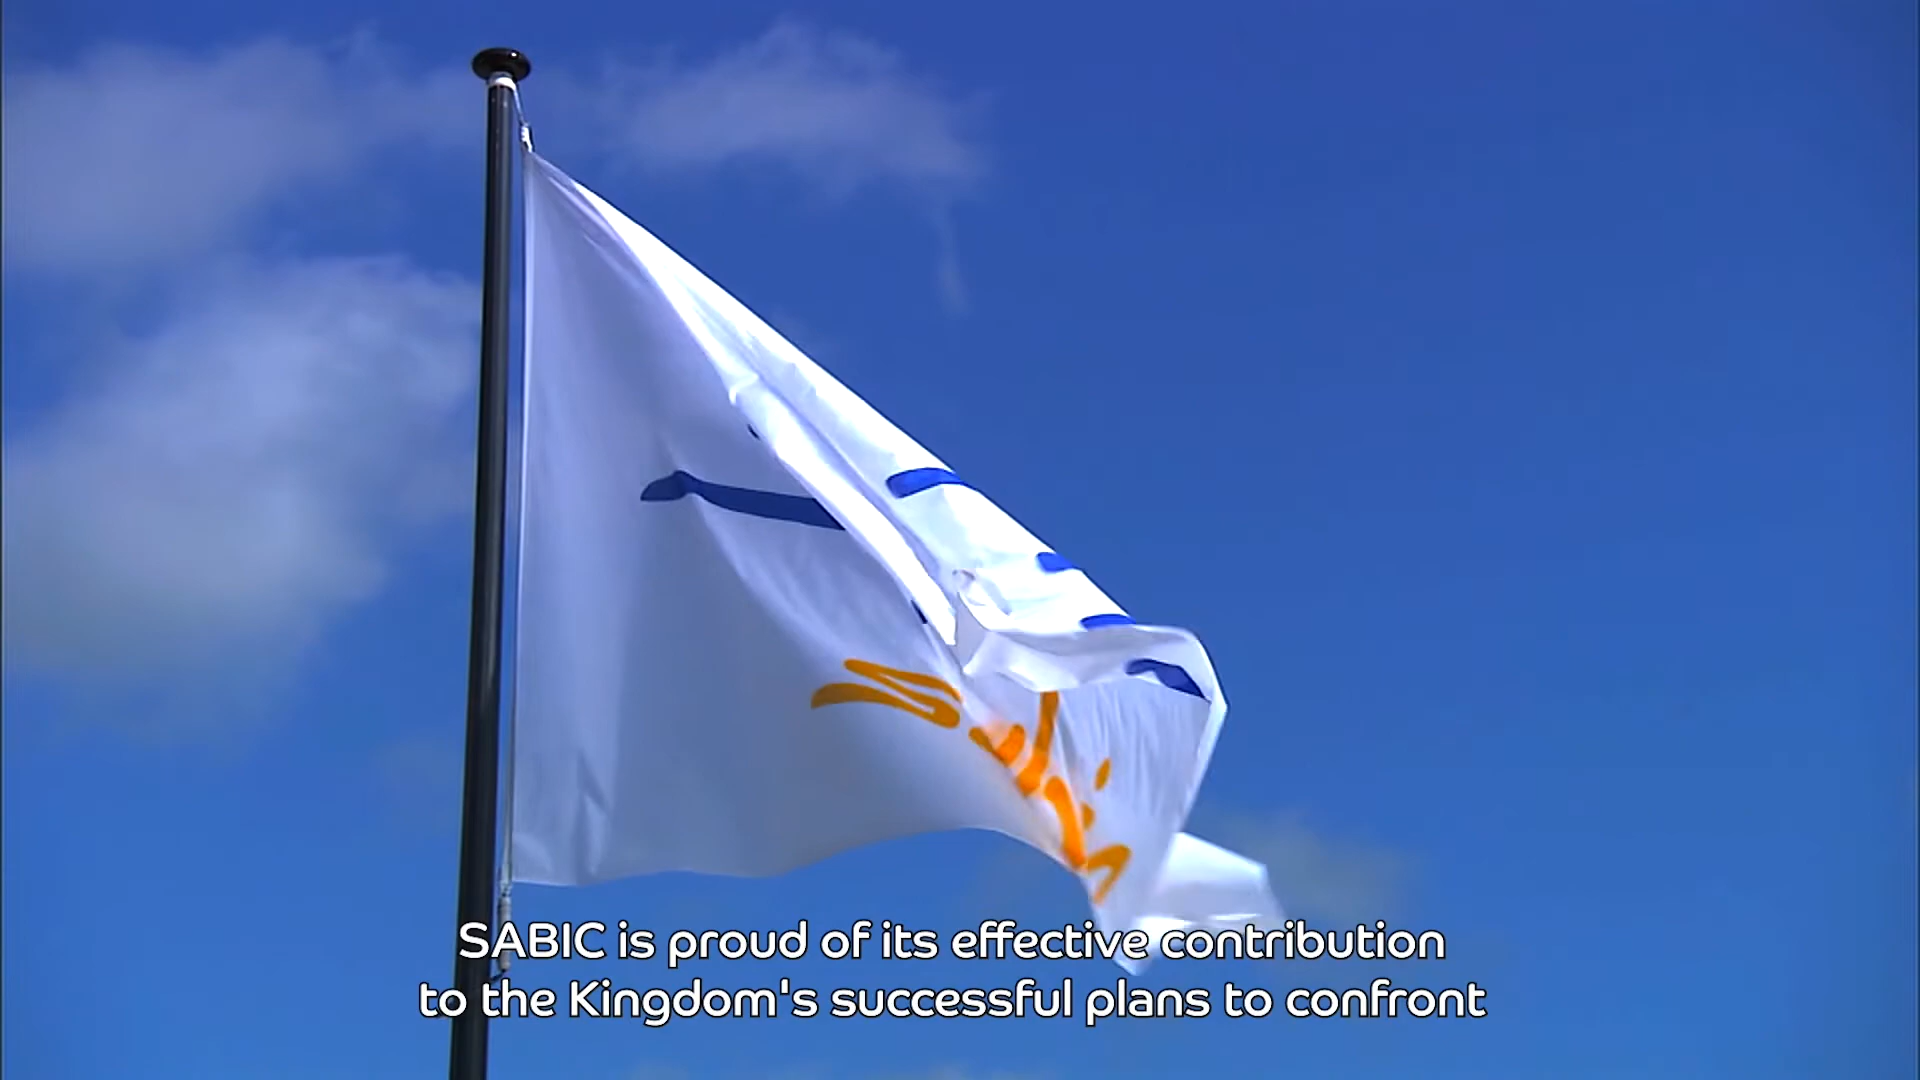 SABIC is proud of its effective contribution
to the Kingdom's successful plans to confront